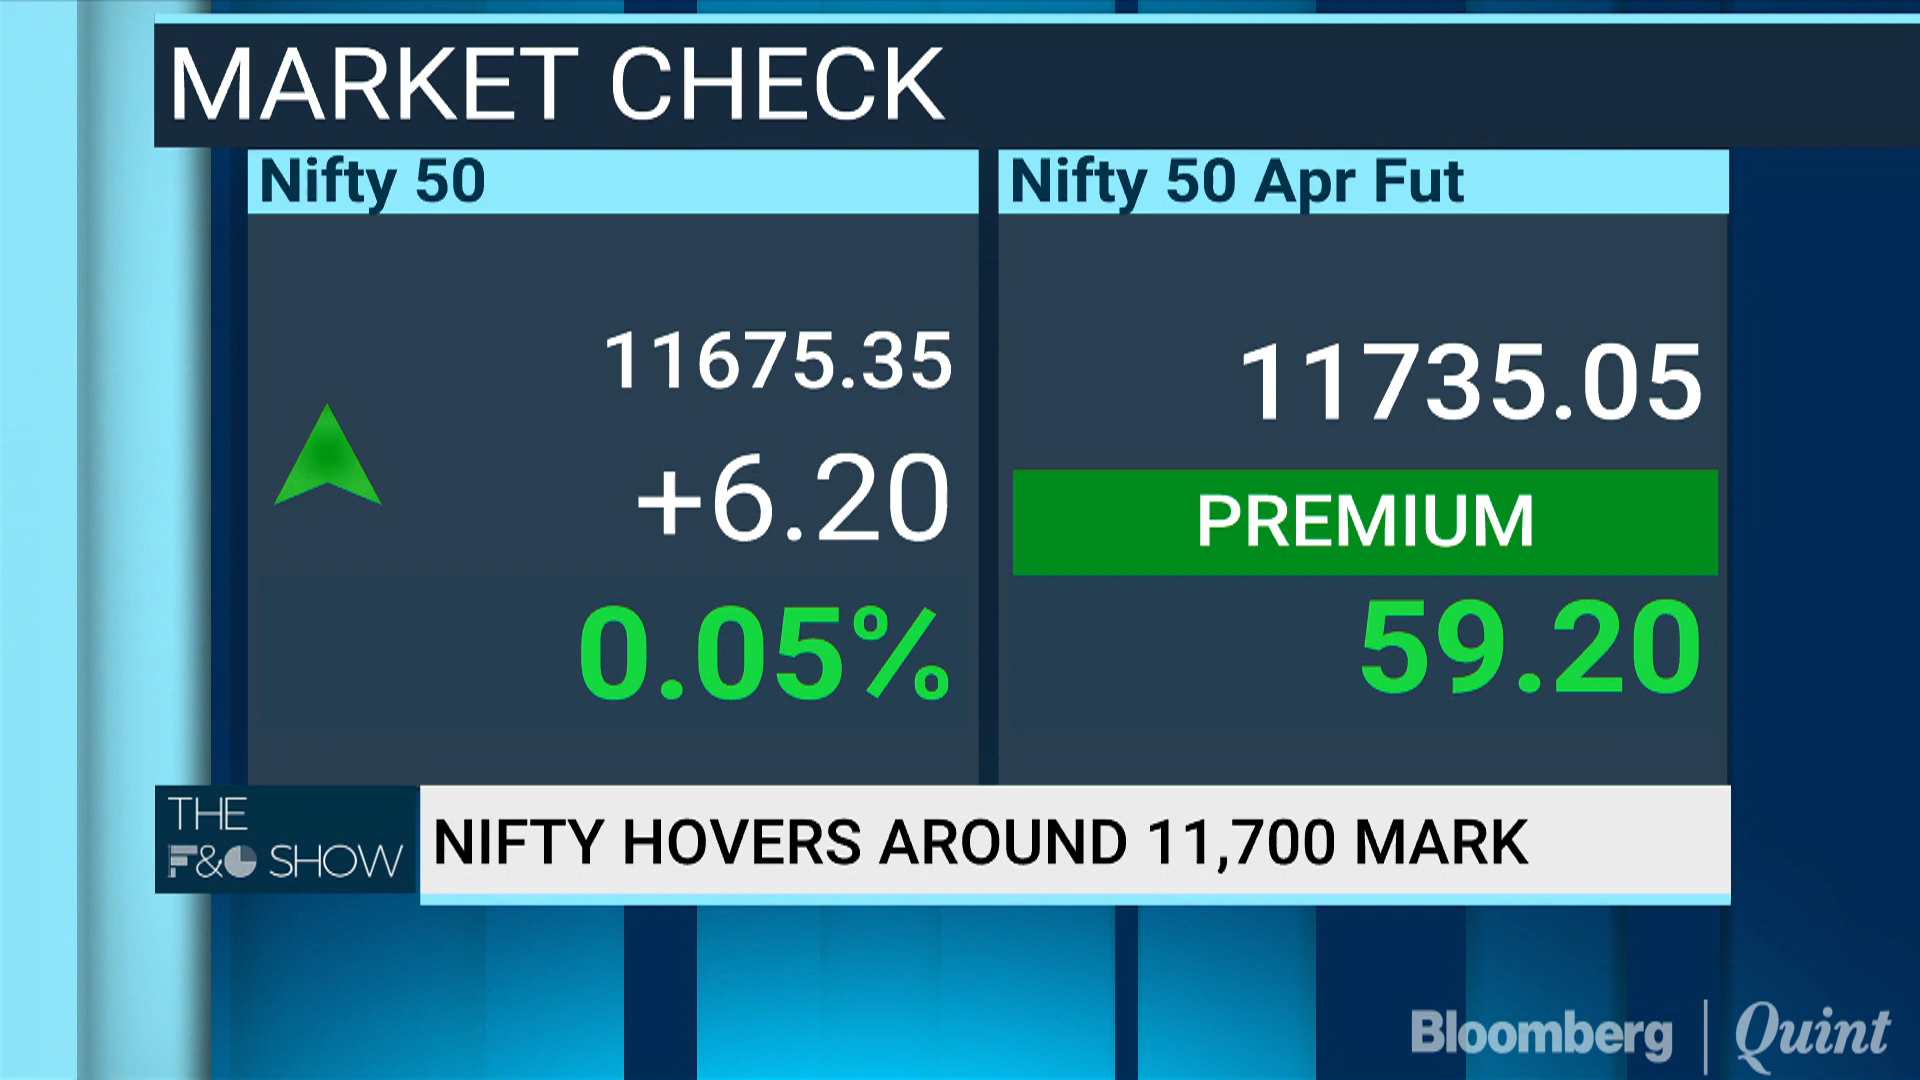 MARKET CHECK
Nifty 50
11675.35
+6.20
0.05%
Nifty 50 Apr Fut
11735.05
PREMIUM
59.20
THE
F&O SHOW
NIFTY HOVERS AROUND 11,700 MARK
Bloomberg | Quint